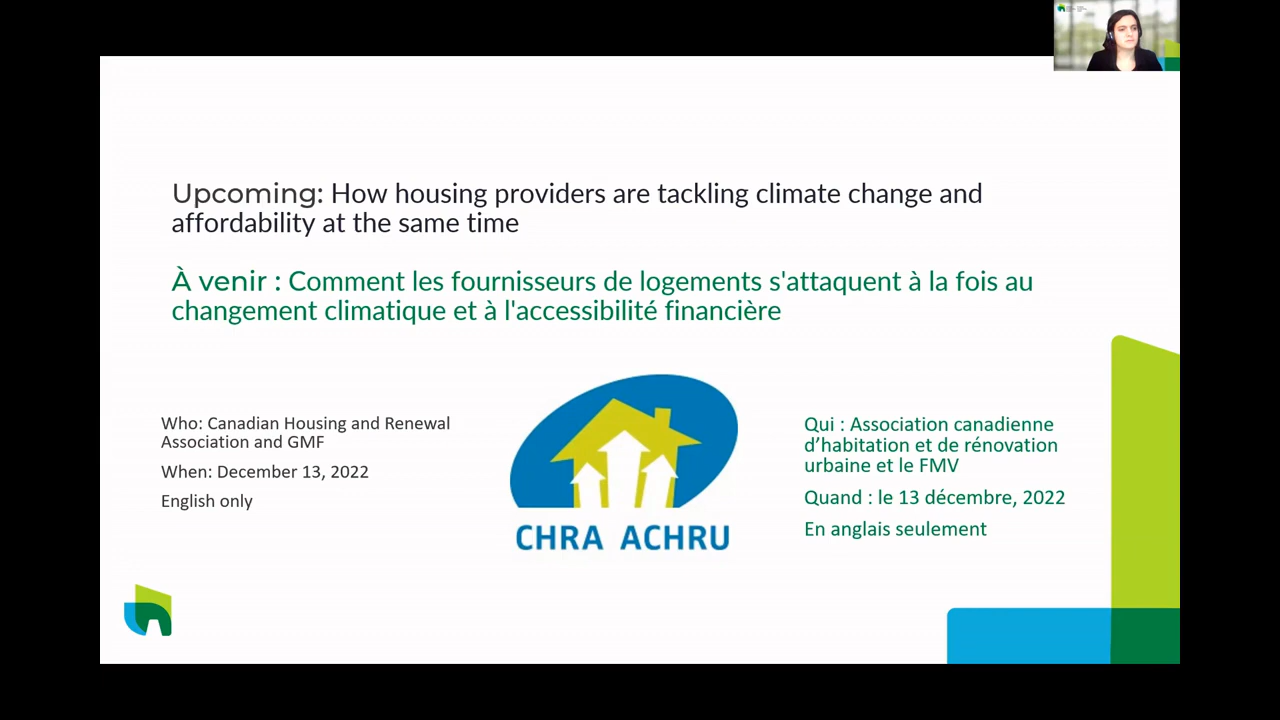 Upcoming: How housing providers are tackling climate change and
affordability at the same time
À venir : Comment les fournisseurs de logements s'attaquent à la fois au
changement climatique et à l'accessibilité financière
Who: Canadian Housing and Renewal
Association and GMF
When: December 13, 2022
English only
CHRA ACHRU
Qui : Association canadienne
d’habitation et de rénovation
urbaine et le FMV
Quand : le 13 décembre, 2022
En anglais seulement